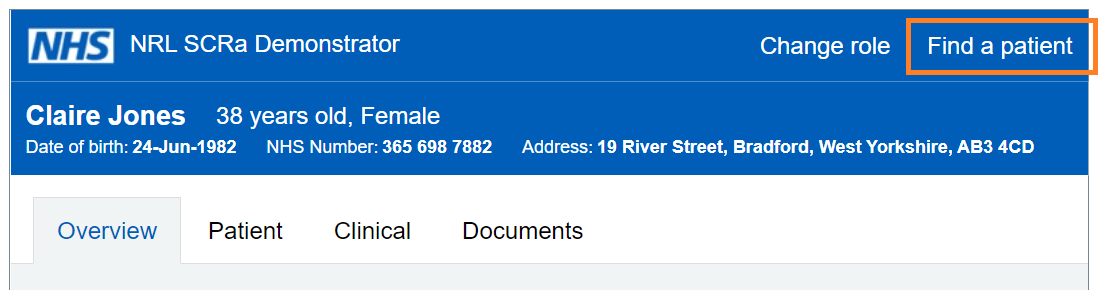 NHS NRL SCRa Demonstrator Change role Find a patient
Claire Jones 38 years old, Female
Date of birth: 24-Jun-1982 NHS Number: 365 698 7882 Address: 19 River Street, Bradford, West Yorkshire, AB3 4CD
Overview Patient Clinical Documents